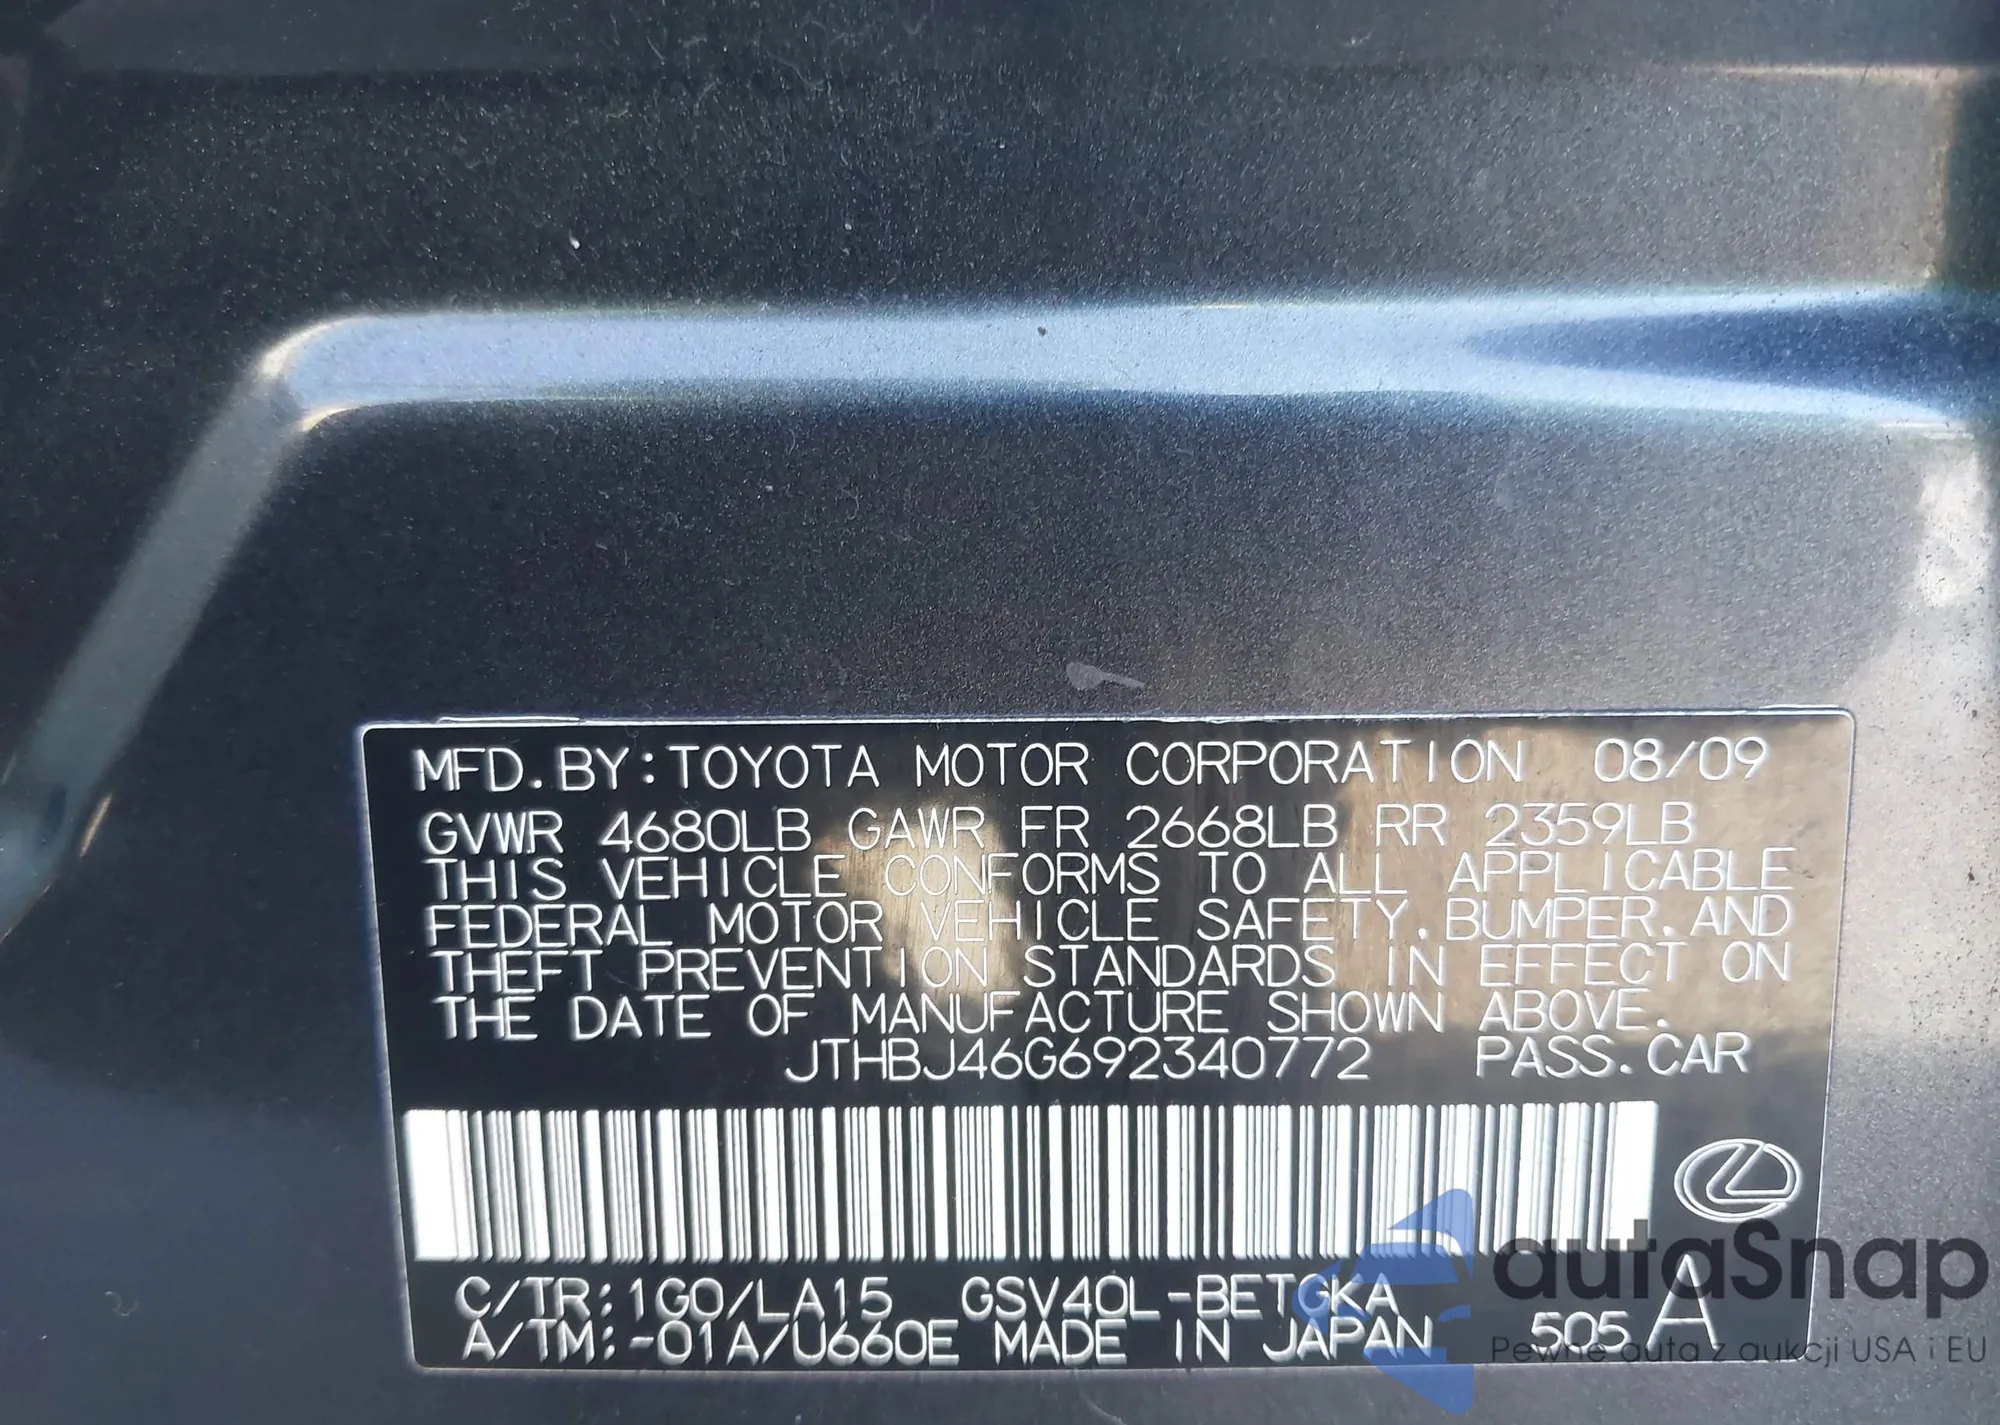 MFD.BY:TOYOTA MOTOR CORPORATION 08/09
GVWR 4680LB GAWR FR 2668LB RR 2359LB
THIS VEHICLE CONFORMS TO ALL APPLICABLE
FEDERAL MOTOR VEHICLE SAFETY,BUMPER,AND
THEFT PREVENTION STANDARDS IN EFFECT ON
THE DATE OF MANUFACTURE SHOWN ABOVE.
JTHBJ46G692340772 PASS.CAR
C/TR:1G0/LA15 GSV40L-BETGKA
A/TM:-01A/U660E MADE IN JAPAN 505 A
autaSnap
Pewne auta z aukcji USA i EU